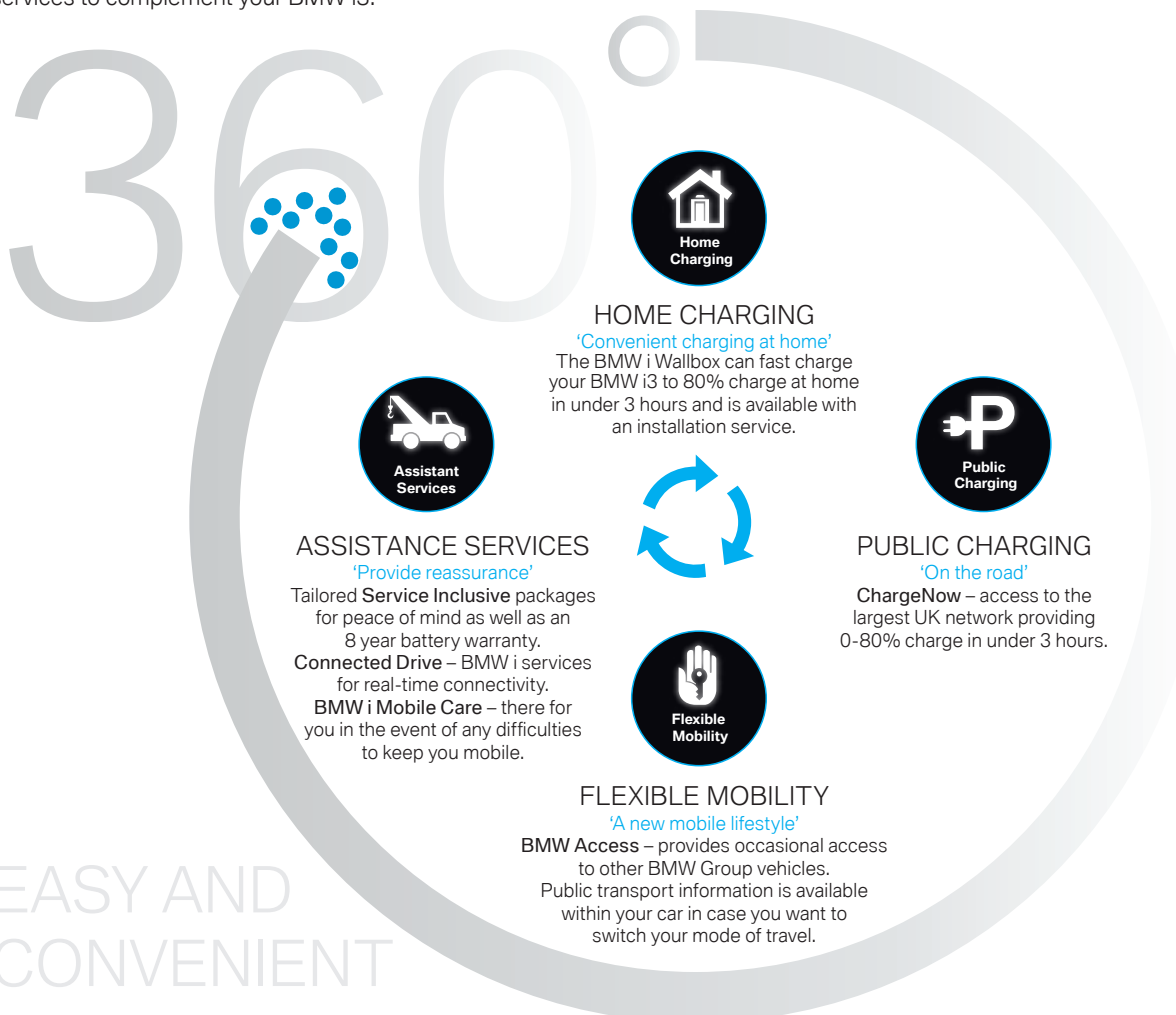 services to complement your BMW i3.
360°
Home
Charging
HOME CHARGING
‘Convenient charging at home’
The BMW i Wallbox can fast charge
your BMW i3 to 80% charge at home
in under 3 hours and is available with
an installation service.
Assistant
Services
ASSISTANCE SERVICES
‘Provide reassurance’
Tailored Service Inclusive packages
for peace of mind as well as an
8 year battery warranty.
Connected Drive – BMW i services
for real-time connectivity.
BMW i Mobile Care – there for
you in the event of any difficulties
to keep you mobile.
P
Public
Charging
PUBLIC CHARGING
‘On the road’
ChargeNow – access to the
largest UK network providing
0-80% charge in under 3 hours.
Flexible
Mobility
FLEXIBLE MOBILITY
‘A new mobile lifestyle’
BMW Access – provides occasional access
to other BMW Group vehicles.
Public transport information is available
within your car in case you want to
switch your mode of travel.
EASY AND
CONVENIENT